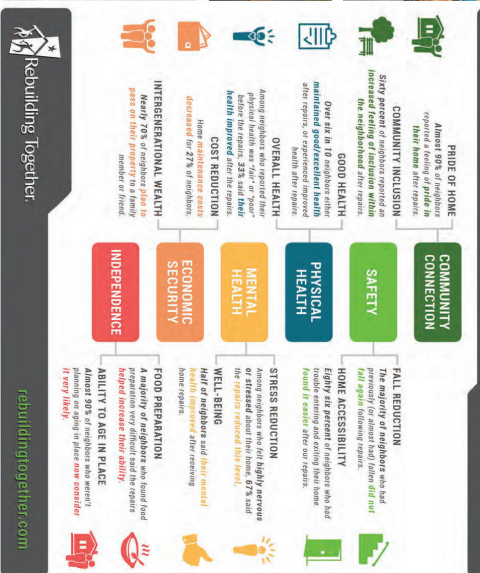 PRIDE OF HOME
Almost 90% of neighbors
reported a feeling of pride in
their home after repairs.
COMMUNITY INCLUSION
Sixty percent of neighbors reported an
increased feeling of inclusion within
the neighborhood after repairs.
GOOD HEALTH
Over six in 10 neighbors either
maintained good/excellent health
after repairs, or experienced improved
health after repairs.
OVERALL HEALTH
Among neighbors who reported their
physical health was "fair" or "poor"
before the repairs, 33% said their
health improved after the repairs.
COST REDUCTION
Home maintenance costs
decreased for 27% of neighbors.
INTERGENERATIONAL WEALTH
Nearly 70% of neighbors plan to
pass on their property to a family
member or friend.
COMMUNITY
CONNECTION
SAFETY
PHYSICAL
HEALTH
MENTAL
HEALTH
ECONOMIC
SECURITY
INDEPENDENCE
FALL REDUCTION
The majority of neighbors who had
previously (or almost had) fallen did not
fall again following repairs.
HOME ACCESSIBILITY
Eighty six percent of neighbors who had
trouble entering and exiting their home
found it easier after our repairs.
STRESS REDUCTION
Among neighbors who felt highly nervous
or stressed about their home, 67% said
the repairs reduced this level.
WELL-BEING
Half of neighbors said their mental
health improved after receiving
home repairs.
FOOD PREPARATION
A majority of neighbors who found food
preparation very difficult said the repairs
helped increase their ability.
ABILITY TO AGE IN PLACE
Almost 90% of neighbors who weren't
planning on aging in place now consider
it very likely.
Rebuilding Together.
rebuildingtogether.com